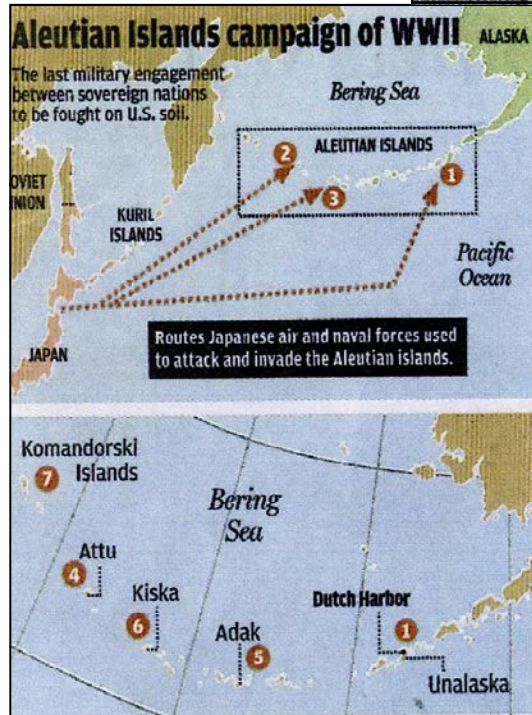 Aleutian Islands campaign of WWII
ALASKA
The last military engagement
between sovereign nations
to be fought on U.S. soil.
Bering Sea
2
ALEUTIAN ISLANDS
1
3
OVIET
NION
KURIL
ISLANDS
Pacific
Ocean
JAPAN
Routes Japanese air and naval forces used
to attack and invade the Aleutian islands.
Komandorski
Islands
7
Bering
Sea
Attu
4
Kiska
6
Adak
5
Dutch Harbor
1
Unalaska